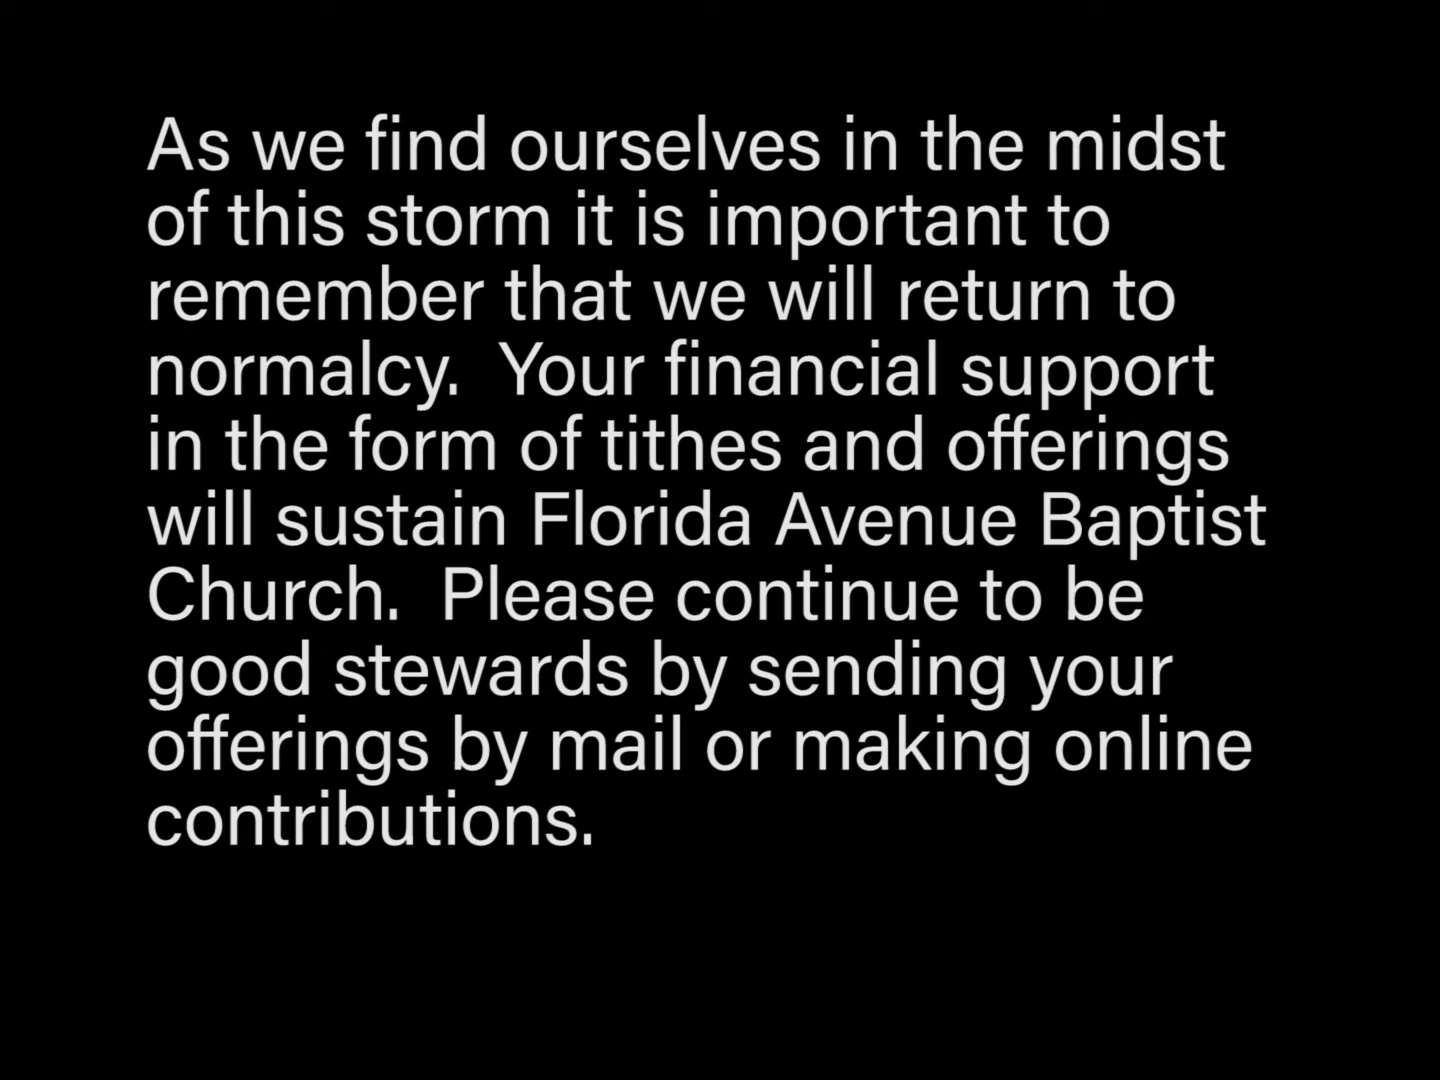 As we find ourselves in the midst
of this storm it is important to
remember that we will return to
normalcy.  Your financial support
in the form of tithes and offerings
will sustain Florida Avenue Baptist
Church.  Please continue to be
good stewards by sending your
offerings by mail or making online
contributions.